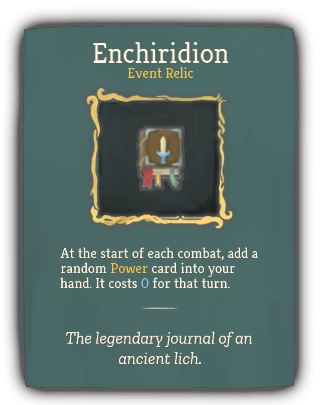 Enchiridion
Event Relic
At the start of each combat, add a
random Power card into your
hand. It costs 0 for that turn.
The legendary journal of an
ancient lich.